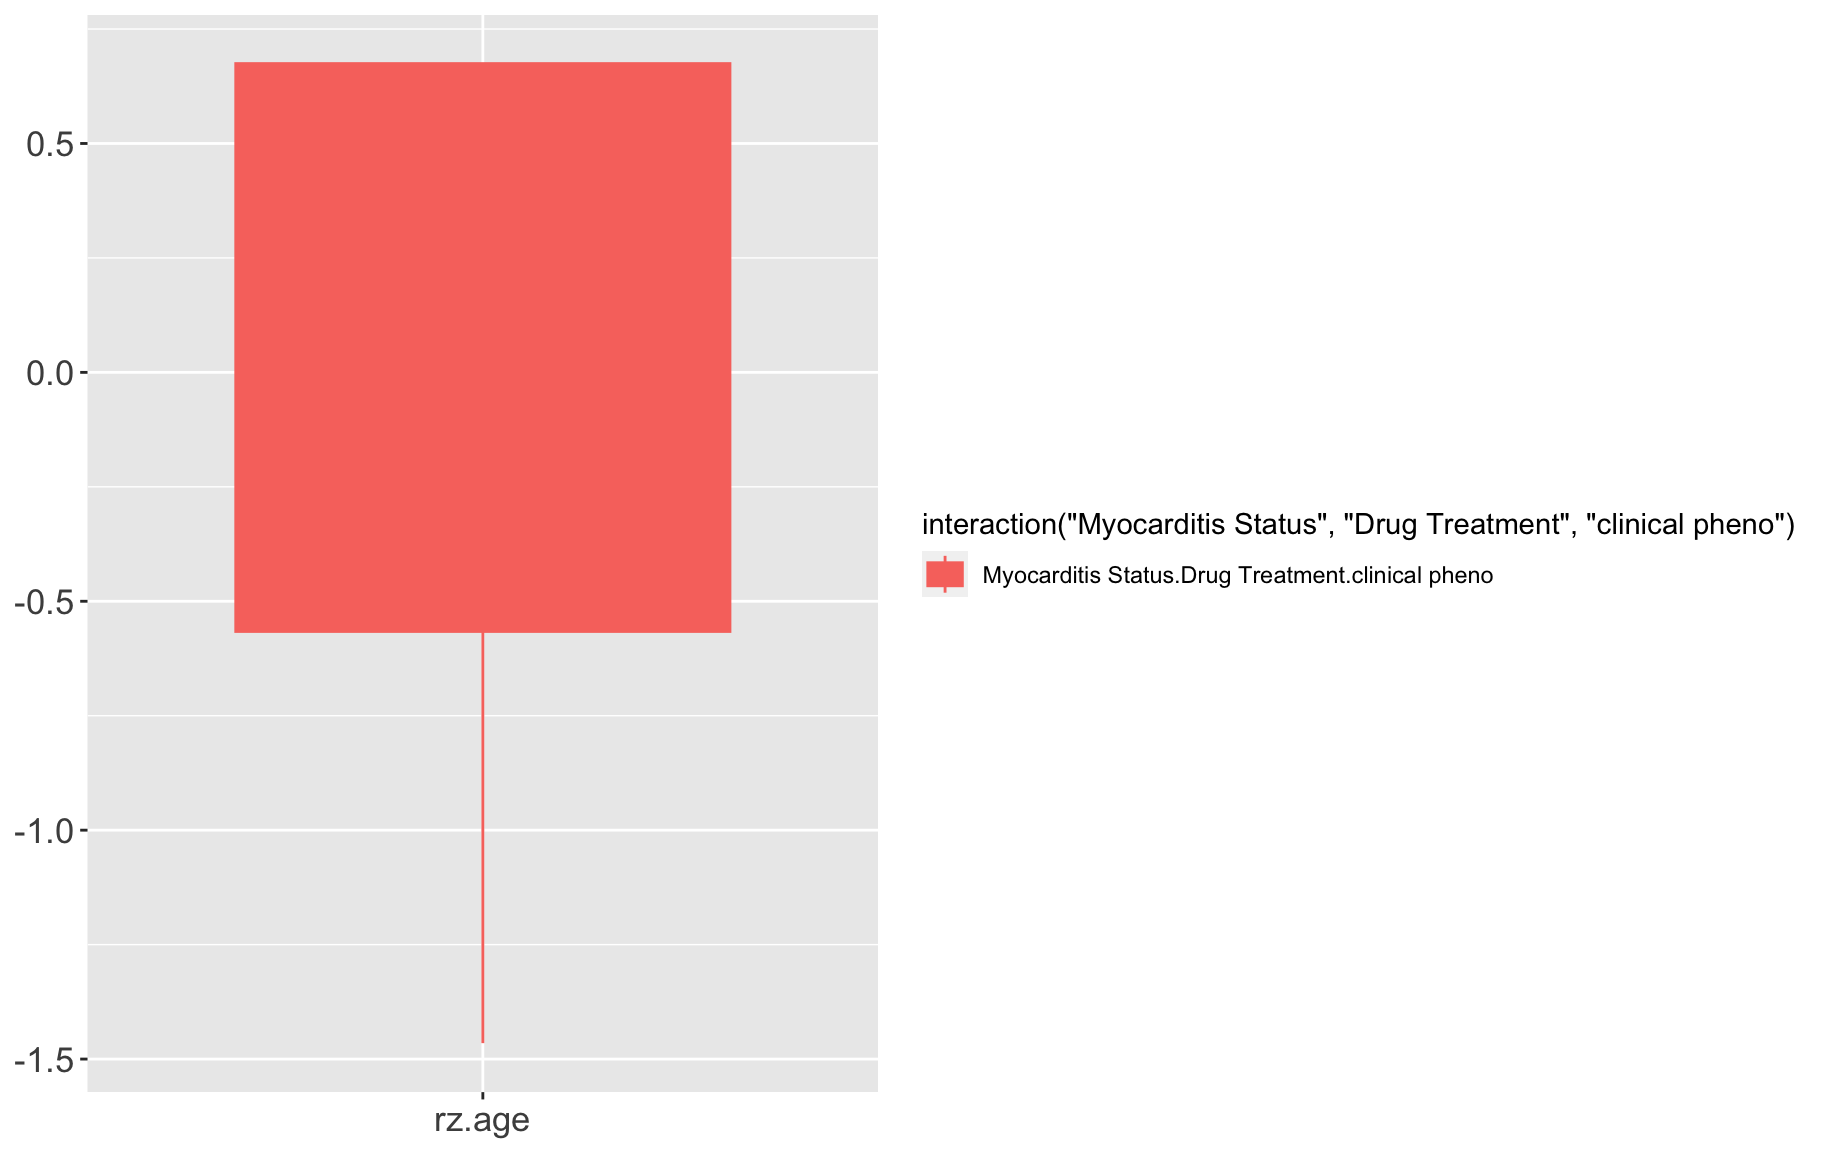 0.5
0.0
-0.5
-1.0
-1.5
rz.age
interaction("Myocarditis Status", "Drug Treatment", "clinical pheno")
Myocarditis Status.Drug Treatment.clinical pheno